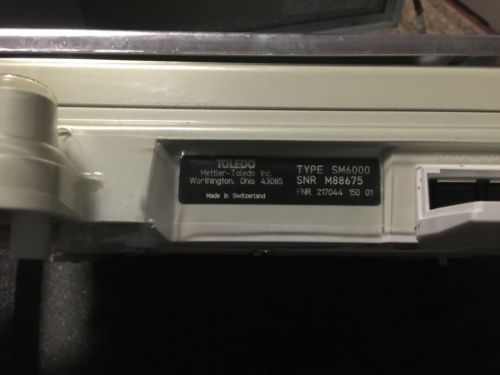 TOLEDO
Mettler-Toledo Inc.
Worthington, Ohio 43085
Made in Switzerland
TYPE SM6000
SNR M88675
FNR 217044 150 01